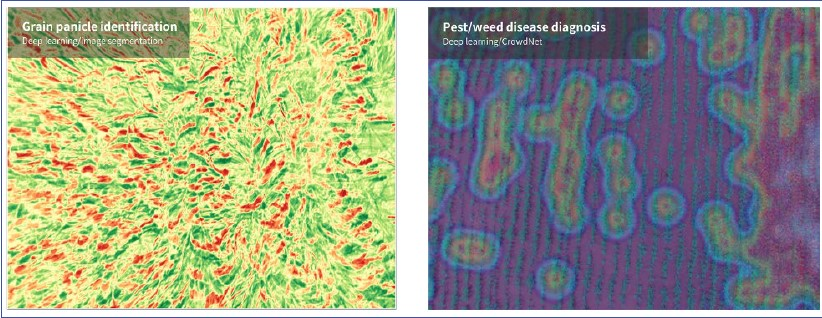 Grain panicle identification
Deep learning/image segmentation
Pest/weed disease diagnosis
Deep learning/CrowdNet